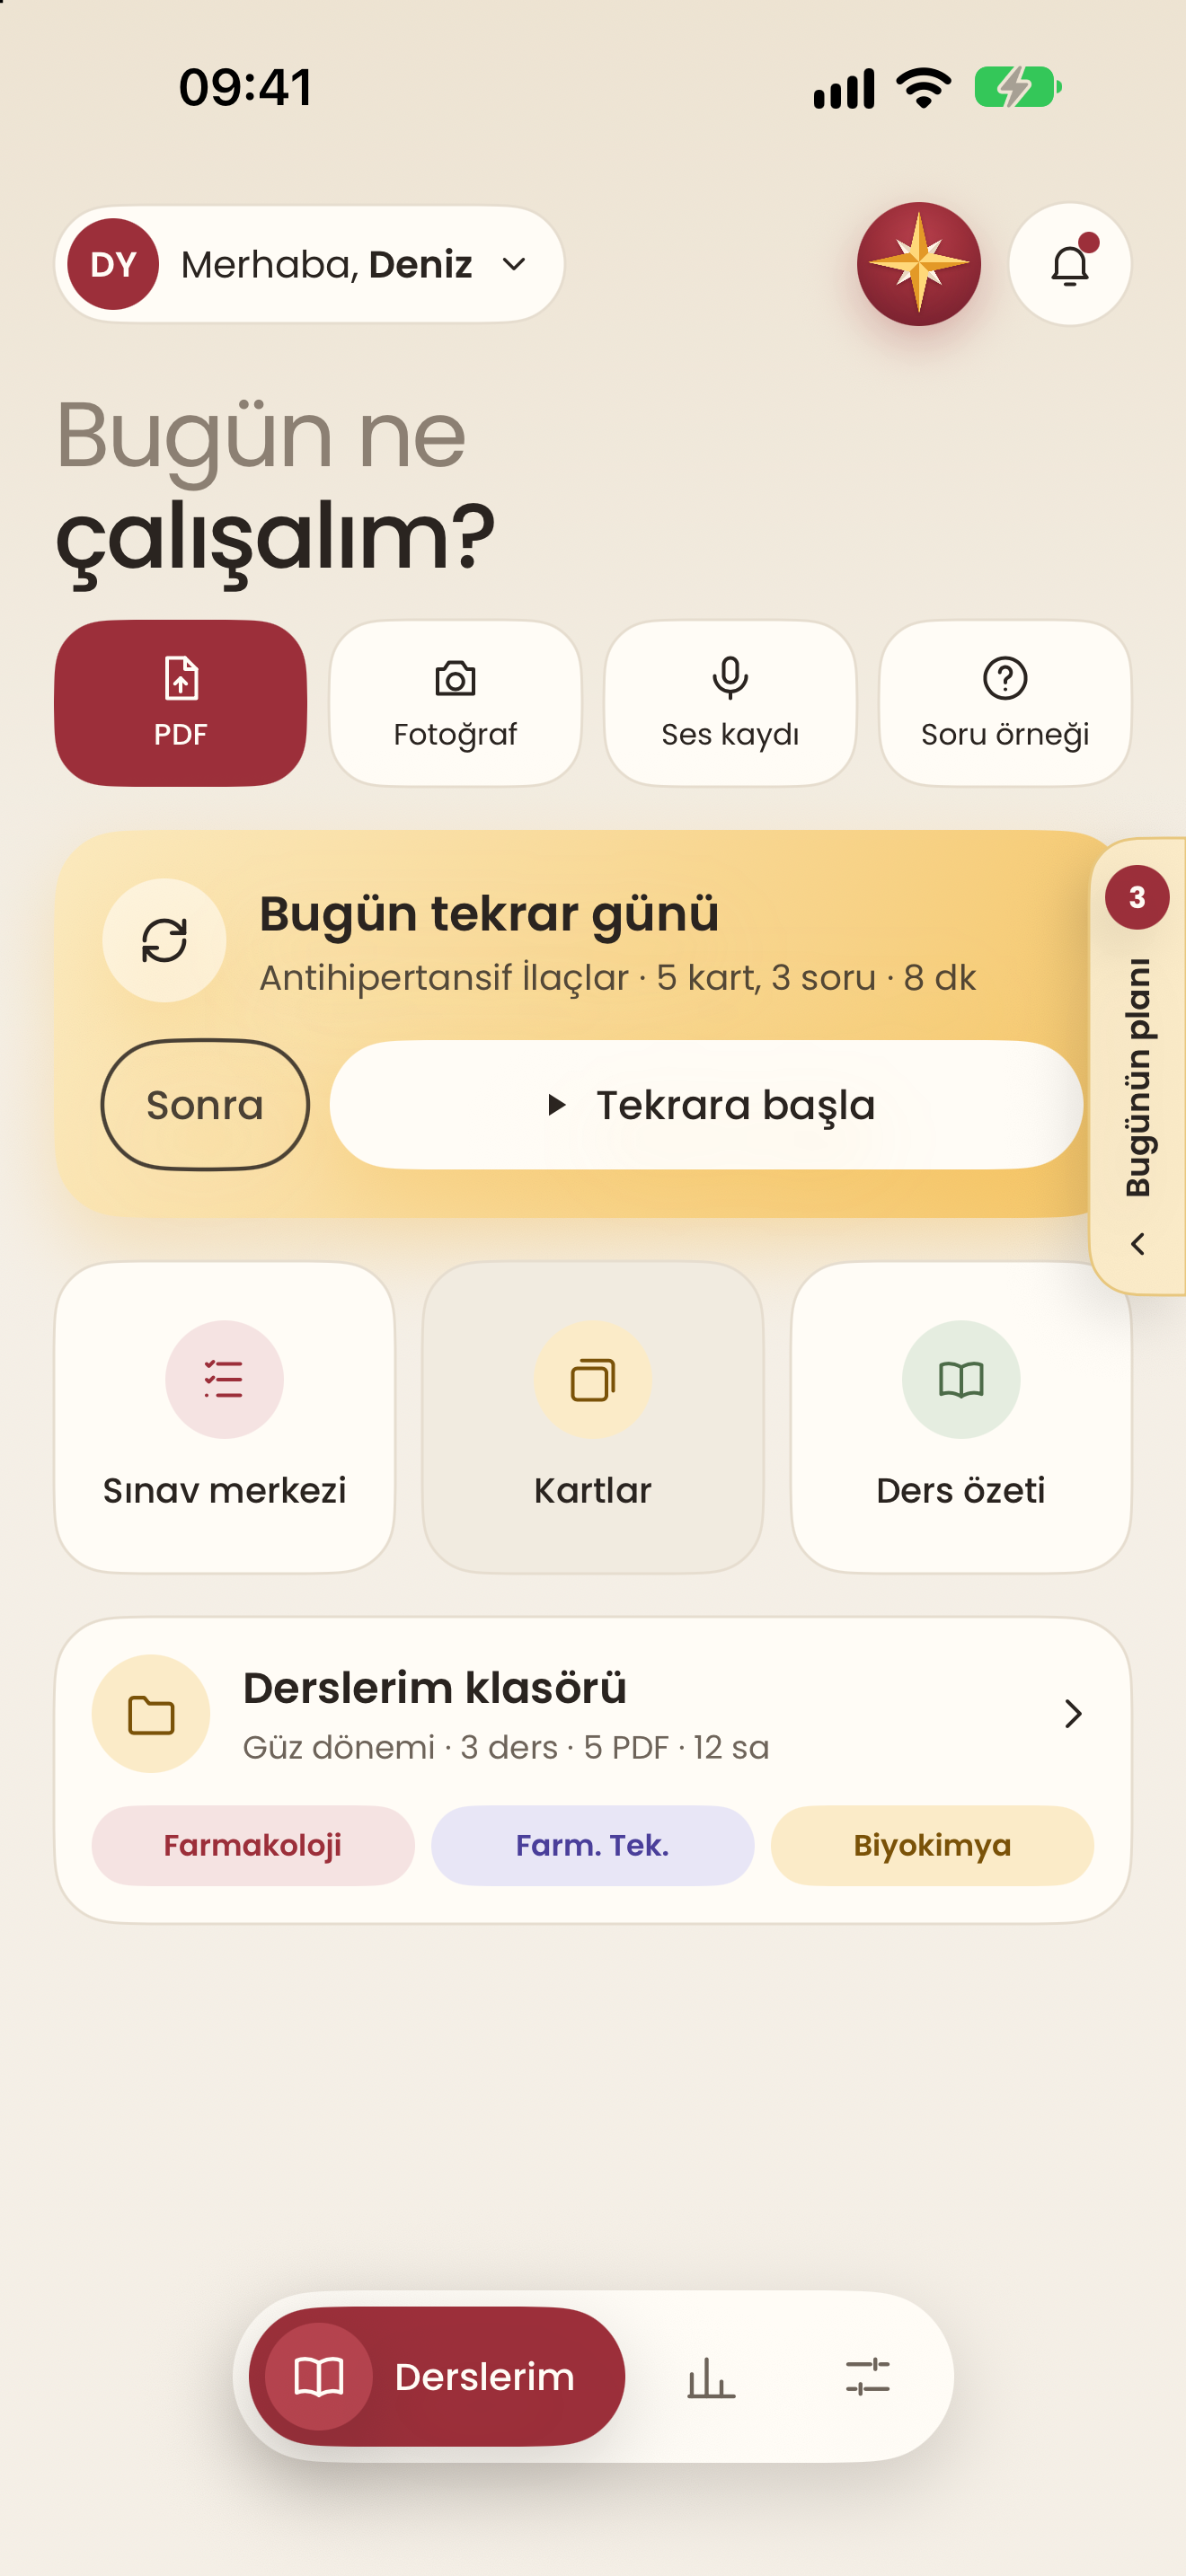 09:41
DY
Merhaba, Deniz
Bugün ne
çalışalım?
PDF
Fotoğraf
Ses kaydı
Soru örneği
Bugün tekrar günü
Antihipertansif İlaçlar · 5 kart, 3 soru · 8 dk
Sonra
Tekrara başla
3
Bugünün planı
Sınav merkezi
Kartlar
Ders özeti
Derslerim klasörü
Güz dönemi · 3 ders · 5 PDF · 12 sa
Farmakoloji
Farm. Tek.
Biyokimya
Derslerim